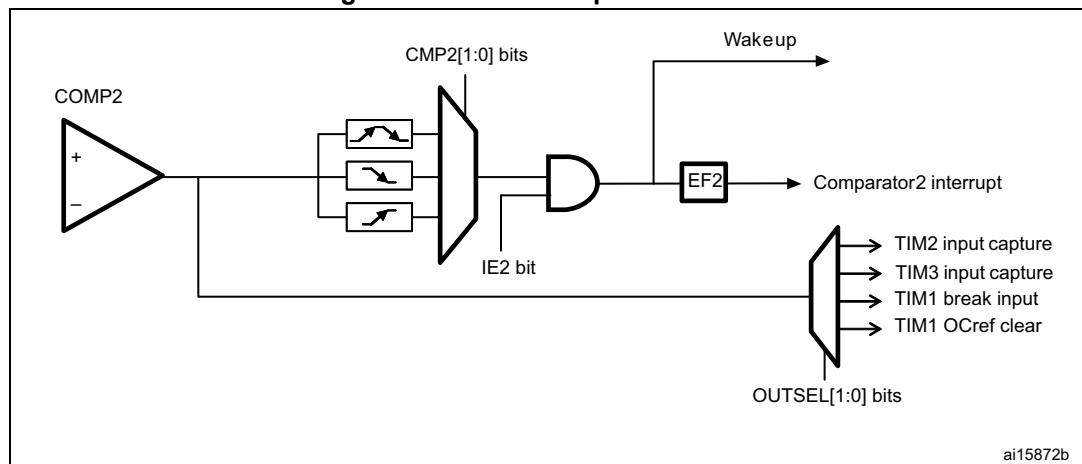 Wakeup
CMP2[1:0] bits
COMP2
+
–
EF2
Comparator2 interrupt
IE2 bit
TIM2 input capture
TIM3 input capture
TIM1 break input
TIM1 OCref clear
OUTSEL[1:0] bits
ai15872b